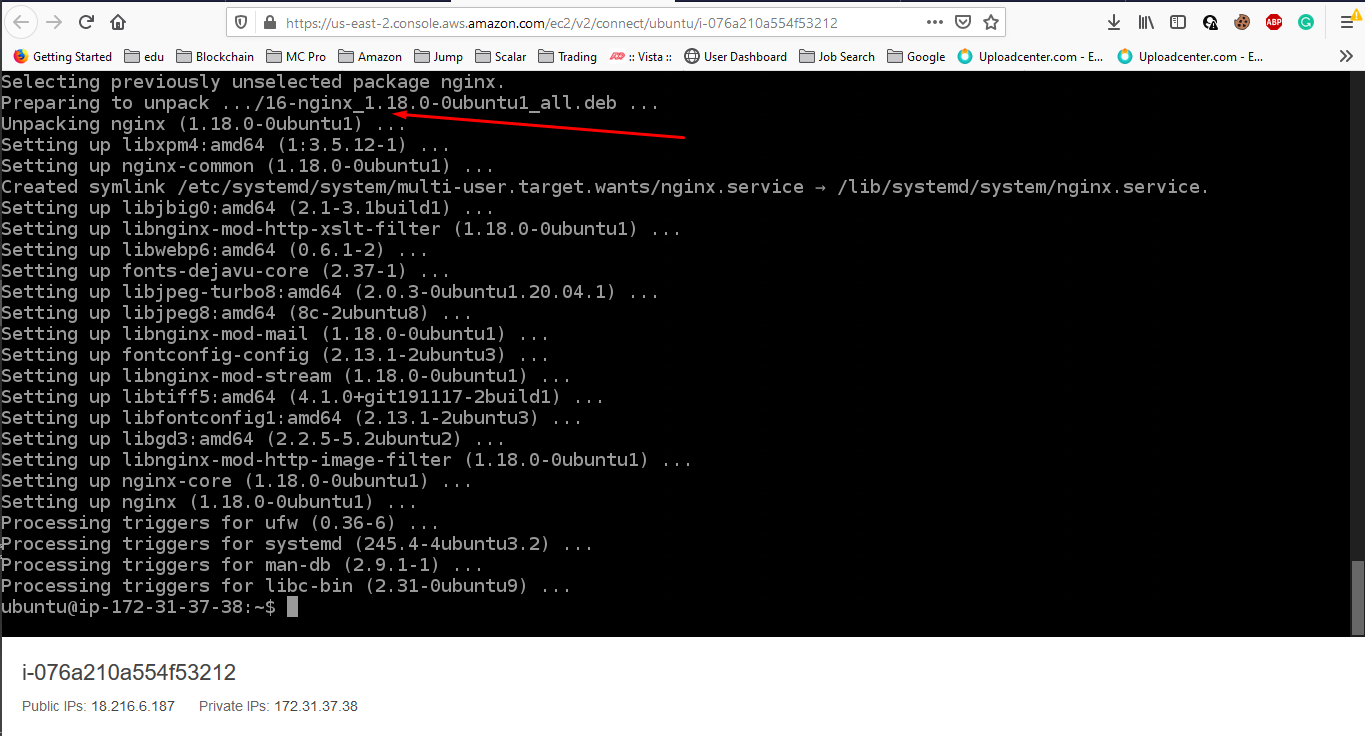 https://us-east-2.console.aws.amazon.com/ec2/v2/connect/ubuntu/i-076a210a554f53212
ABP
Getting Started edu Blockchain MC Pro Amazon Jump Scalar Trading :: Vista :: User Dashboard Job Search Google Uploadcenter.com - E... Uploadcenter.com - E...
Selecting previously unselected package nginx.
Preparing to unpack .../16-nginx_1.18.0-0ubuntu1_all.deb ...
Unpacking nginx (1.18.0-0ubuntu1) ...
Setting up libxpm4:amd64 (1:3.5.12-1) ...
Setting up nginx-common (1.18.0-0ubuntu1) ...
Created symlink /etc/systemd/system/multi-user.target.wants/nginx.service → /lib/systemd/system/nginx.service.
Setting up libjbig0:amd64 (2.1-3.1build1) ...
Setting up libnginx-mod-http-xslt-filter (1.18.0-0ubuntu1) ...
Setting up libwebp6:amd64 (0.6.1-2) ...
Setting up fonts-dejavu-core (2.37-1) ...
Setting up libjpeg-turbo8:amd64 (2.0.3-0ubuntu1.20.04.1) ...
Setting up libjpeg8:amd64 (8c-2ubuntu8) ...
Setting up libnginx-mod-mail (1.18.0-0ubuntu1) ...
Setting up fontconfig-config (2.13.1-2ubuntu3) ...
Setting up libnginx-mod-stream (1.18.0-0ubuntu1) ...
Setting up libtiff5:amd64 (4.1.0+git191117-2build1) ...
Setting up libfontconfig1:amd64 (2.13.1-2ubuntu3) ...
Setting up libgd3:amd64 (2.2.5-5.2ubuntu2) ...
Setting up libnginx-mod-http-image-filter (1.18.0-0ubuntu1) ...
Setting up nginx-core (1.18.0-0ubuntu1) ...
Setting up nginx (1.18.0-0ubuntu1) ...
Processing triggers for ufw (0.36-6) ...
Processing triggers for systemd (245.4-4ubuntu3.2) ...
Processing triggers for man-db (2.9.1-1) ...
Processing triggers for libc-bin (2.31-0ubuntu9) ...
ubuntu@ip-172-31-37-38:~$
i-076a210a554f53212
Public IPs: 18.216.6.187 Private IPs: 172.31.37.38